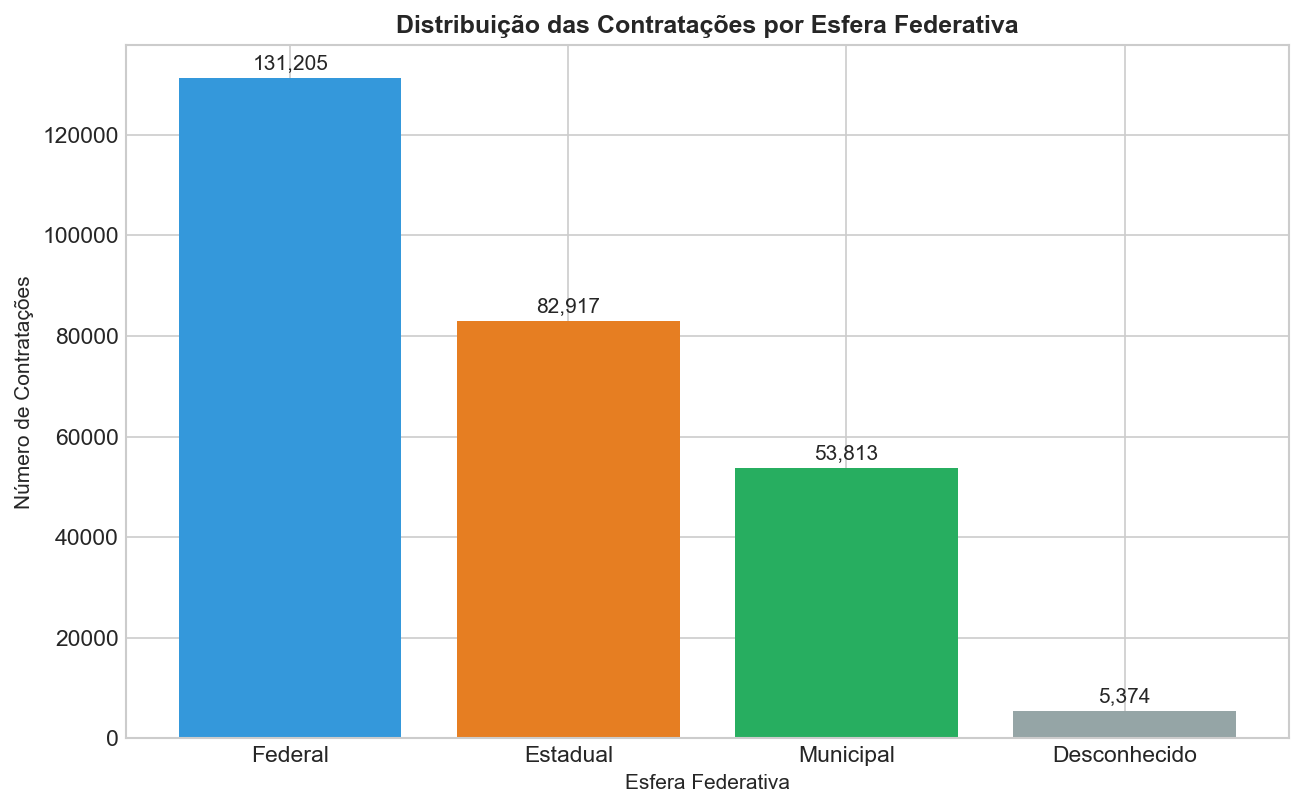 Distribuição das Contratações por Esfera Federativa
131,205
82,917
53,813
5,374
120000
100000
80000
60000
40000
20000
0
Número de Contratações
Federal
Estadual
Municipal
Desconhecido
Esfera Federativa